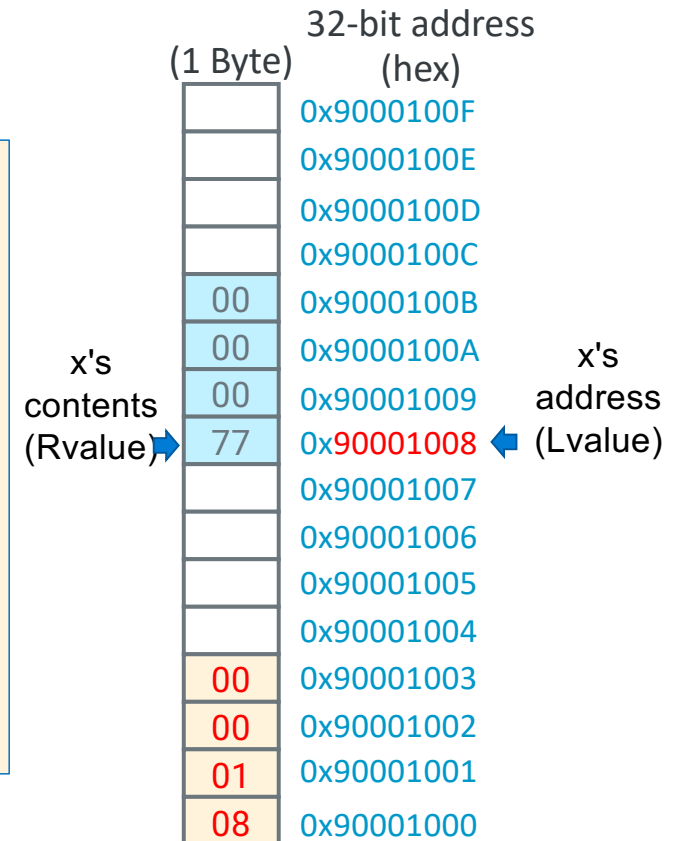 32-bit address
(1 Byte) (hex)
0x9000100F
0x9000100E
0x9000100D
0x9000100C
00 0x9000100B
00 0x9000100A
00 0x90001009
77 0x90001008
x's
contents
(Rvalue)
x's
address
(Lvalue)
0x90001007
0x90001006
0x90001005
0x90001004
00 0x90001003
00 0x90001002
01 0x90001001
08 0x90001000